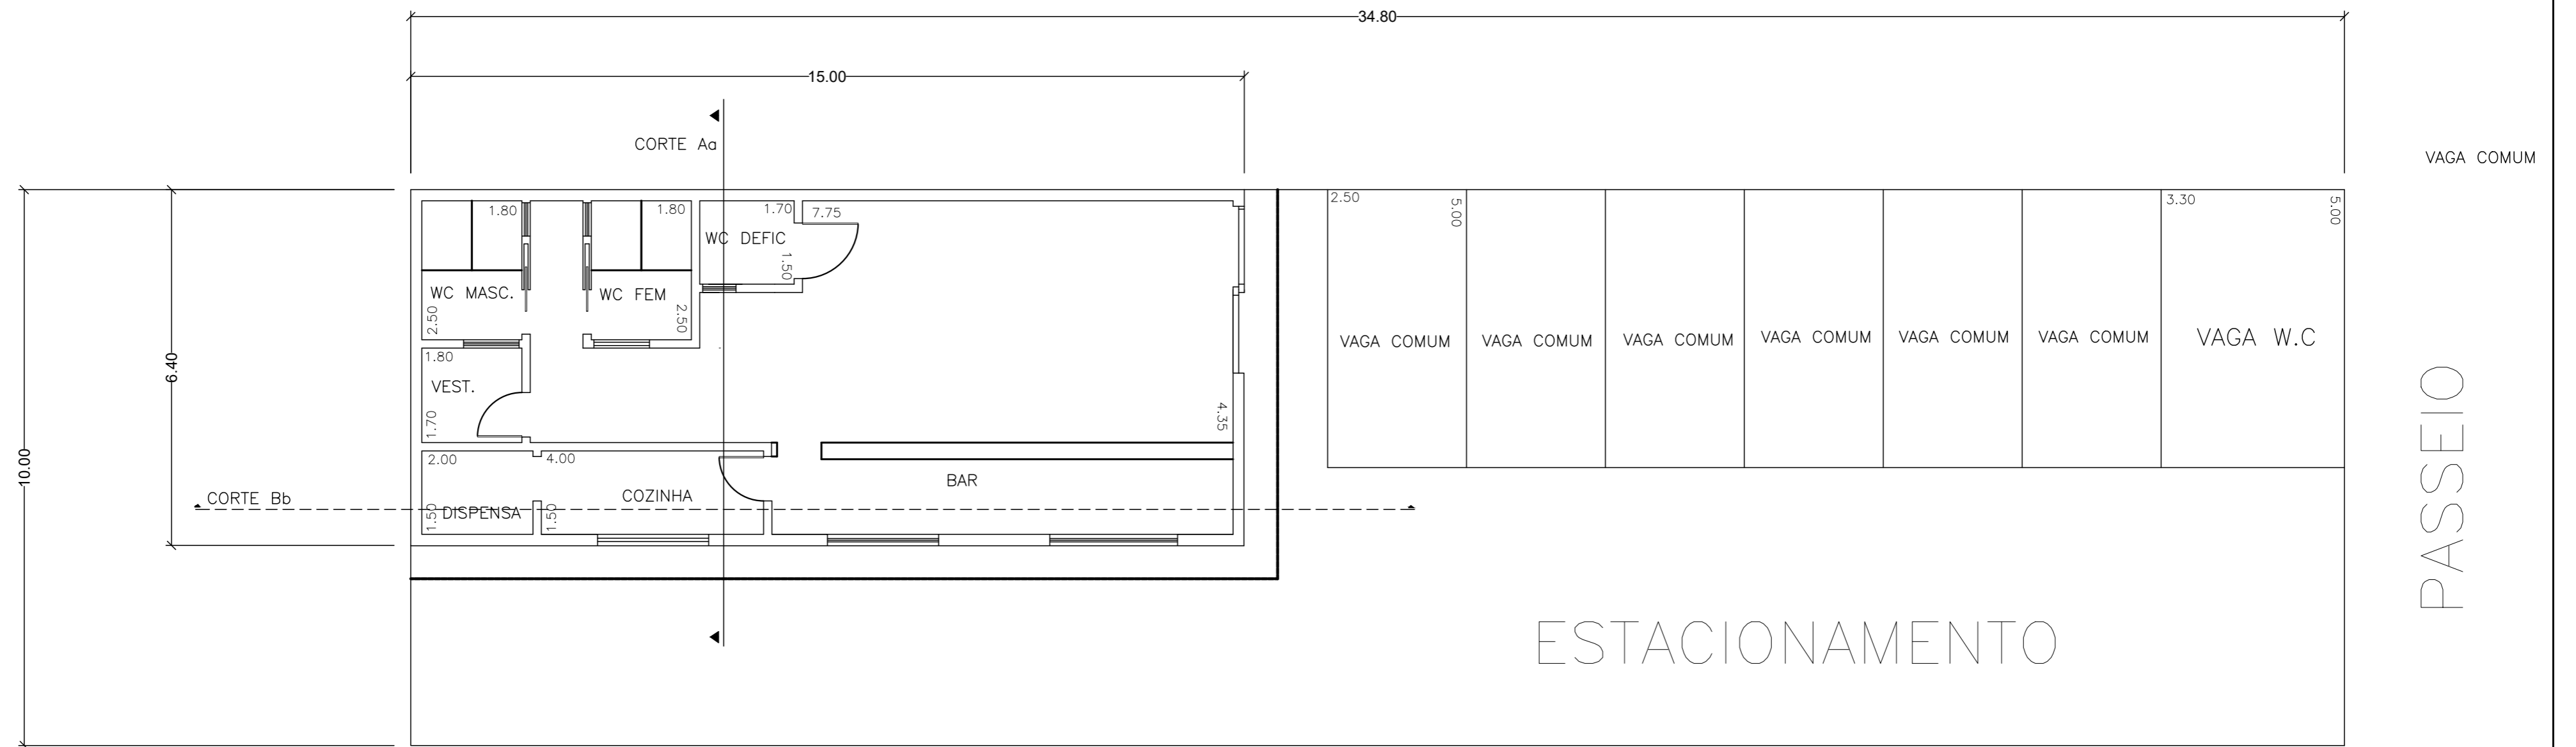 34.80
15.00
CORTE Aa
VAGA COMUM
1.80
1.80
1.70
7.75
2.50
5.00
3.30
5.00
WC DEFIC
1.50
WC MASC.
WC FEM
2.50
2.50
VAGA COMUM
VAGA COMUM
VAGA COMUM
VAGA COMUM
VAGA COMUM
VAGA COMUM
VAGA W.C
6.40
1.80
VEST.
1.70
4.35
PASSEIO
10.00
2.00
4.00
BAR
CORTE Bb
COZINHA
1.50
DISPENSA
1.50
ESTACIONAMENTO